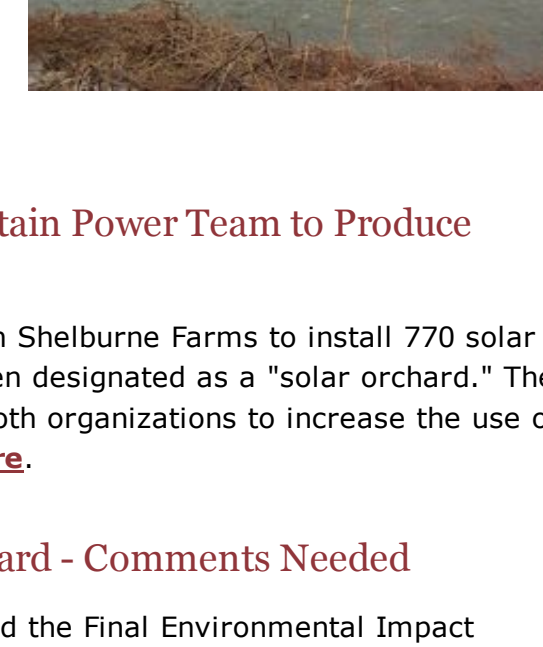 tain Power Team to Produce
n Shelburne Farms to install 770 solar
en designated as a "solar orchard." The
oth organizations to increase the use o
re.
ard - Comments Needed
d the Final Environmental Impact